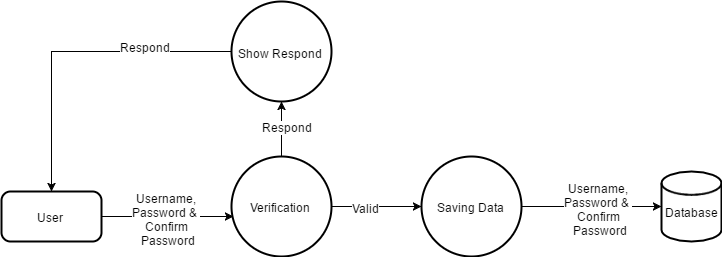 Respond
Show Respond
Respond
User
Username,
Password &
Confirm
Password
Verification
Valid
Saving Data
Username,
Password &
Confirm
Password
Database